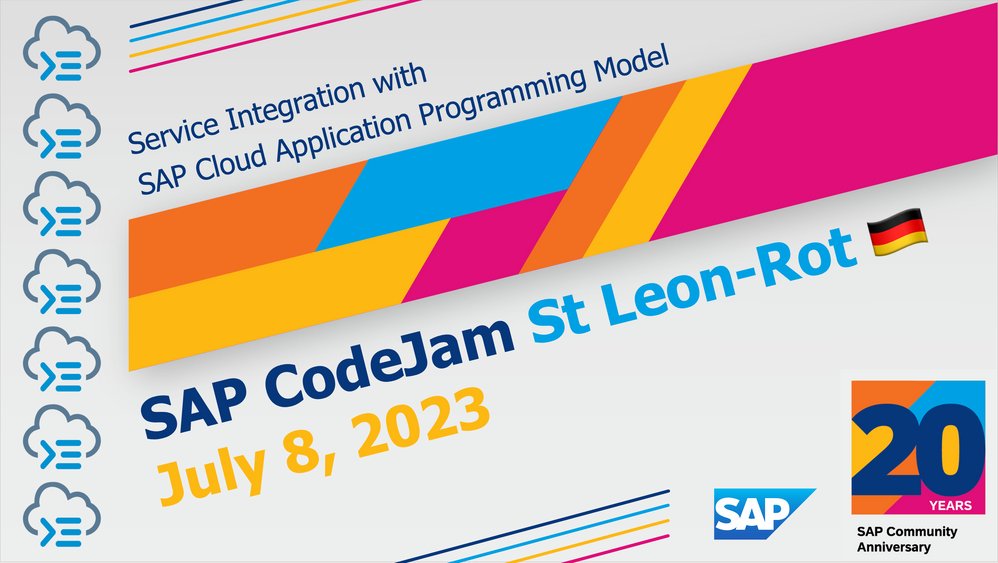 Service Integration with
SAP Cloud Application Programming Model
SAP CodeJam St Leon-Rot
July 8, 2023
SAP
20
YEARS
SAP Community
Anniversary